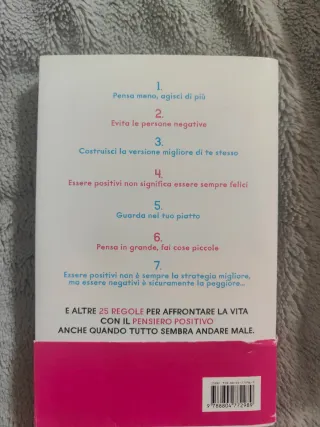 1.
Pensa meno, agisci di più
2.
Evita le persone negative
3.
Costruisci la versione migliore di te stesso
4.
Essere positivi non significa essere sempre felici
5.
Guarda nel tuo piatto
6.
Pensa in grande, fai cose piccole
7.
Essere positivi non è sempre la strategia migliore,
ma essere negativi è sicuramente la peggiore...
E ALTRE 25 REGOLE PER AFFRONTARE LA VITA
CON IL PENSIERO POSITIVO
ANCHE QUANDO TUTTO SEMBRA ANDARE MALE.
9 788804 772989